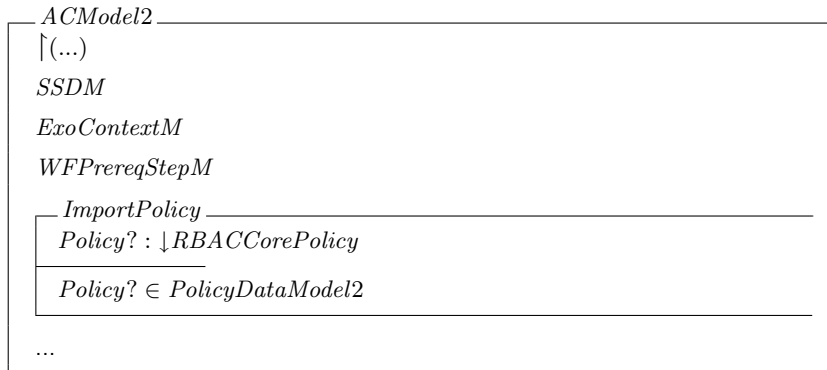 ACModel2
↾(...)
SSDM
ExoContextM
WFPrereqStepM
ImportPolicy
Policy? : ↓RBACCorePolicy
Policy? ∈ PolicyDataModel2
...